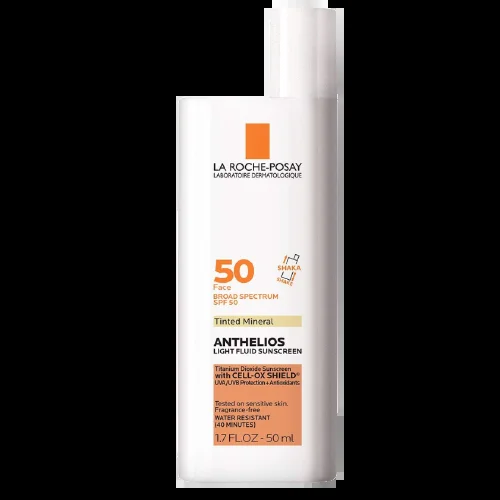 LA ROCHE-POSAY
LABORATOIRE DERMATOLOGIQUE
50
Face
BROAD SPECTRUM
SPF 50
SHAKA
SHAKE
Tinted Mineral
ANTHELIOS
LIGHT FLUID SUNSCREEN
Titanium Dioxide Sunscreen
with CELL-OX SHIELD®
UVA/UVB Protection + Antioxidants
Tested on sensitive skin.
Fragrance-free
WATER RESISTANT
(40 MINUTES)
1.7 FL.OZ - 50 ml